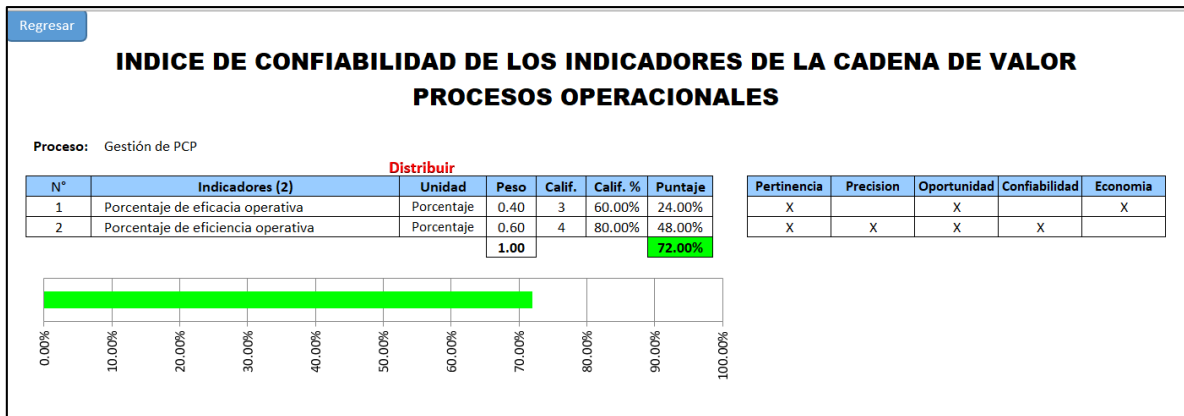 Regresar
INDICE DE CONFIABILIDAD DE LOS INDICADORES DE LA CADENA DE VALOR
PROCESOS OPERACIONALES
Proceso: Gestión de PCP
Distribuir
N° Indicadores (2) Unidad Peso Calif. Calif. % Puntaje Pertinencia Precision Oportunidad Confiabilidad Economia
1 Porcentaje de eficacia operativa Porcentaje 0.40 3 60.00% 24.00% X X X
2 Porcentaje de eficiencia operativa Porcentaje 0.60 4 80.00% 48.00% X X X X
1.00 72.00%
0.00% 10.00% 20.00% 30.00% 40.00% 50.00% 60.00% 70.00% 80.00% 90.00% 100.00%